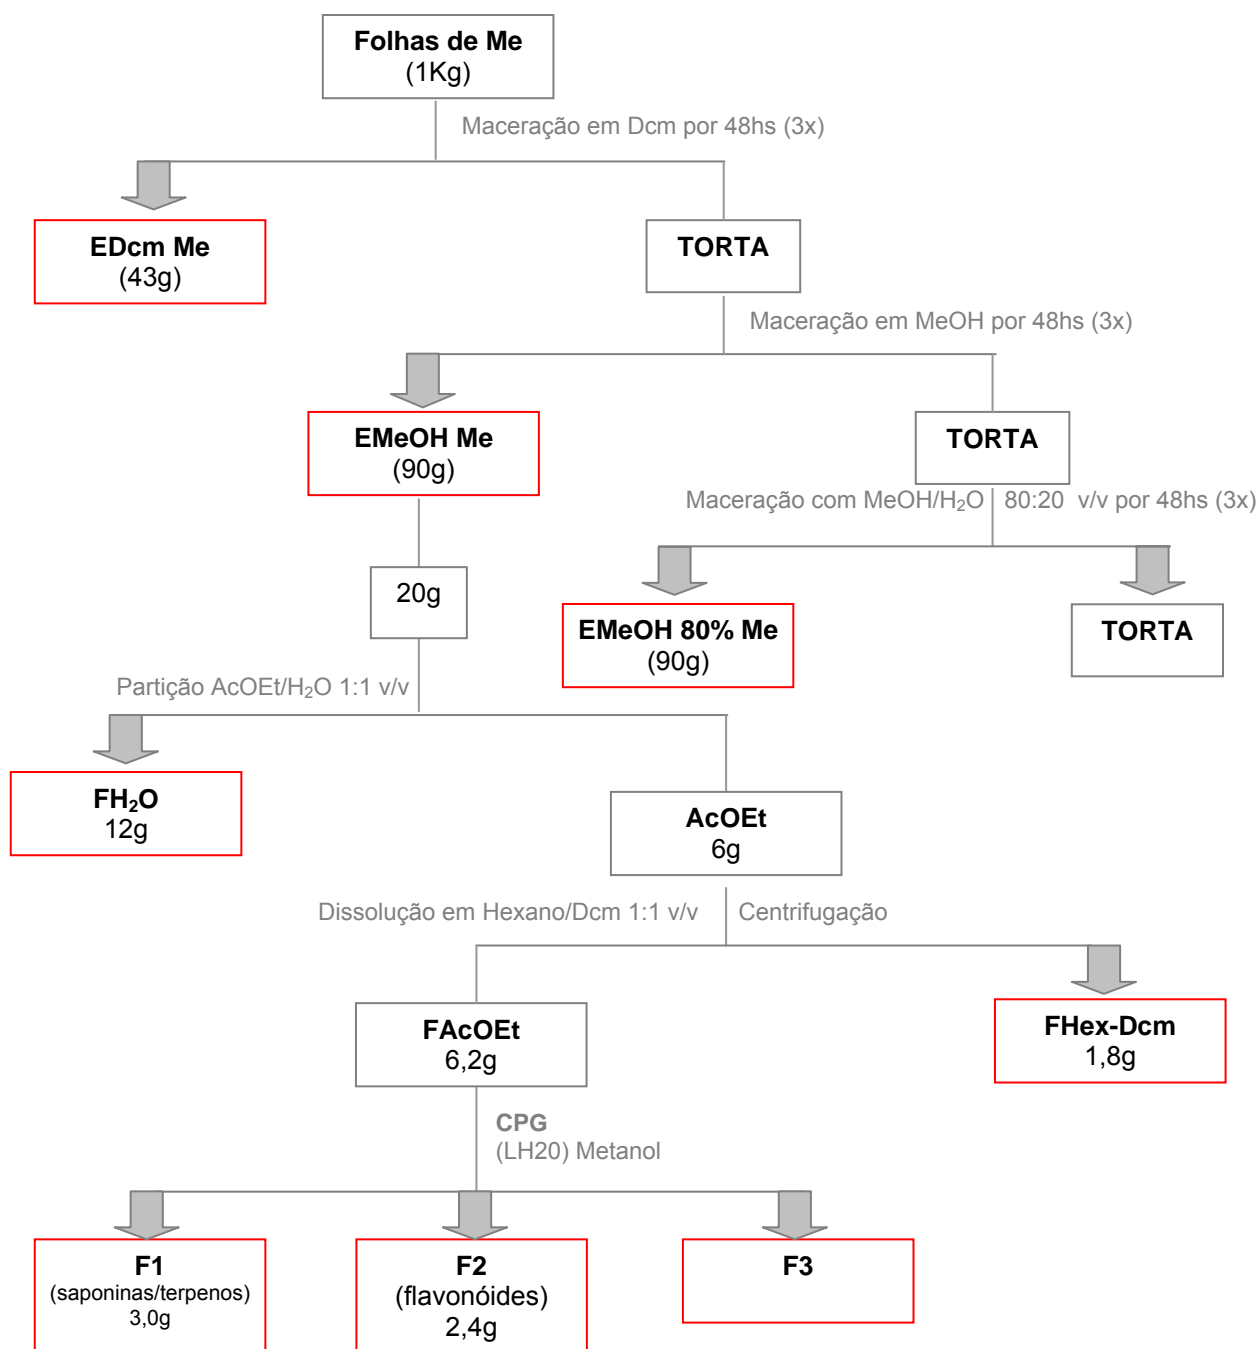 Folhas de Me
(1Kg)
Maceração em Dcm por 48hs (3x)
EDcm Me
(43g)
TORTA
Maceração em MeOH por 48hs (3x)
EMeOH Me
(90g)
TORTA
Maceração com MeOH/H₂O 80:20 v/v por 48hs (3x)
20g
EMeOH 80% Me
(90g)
TORTA
Partição AcOEt/H₂O 1:1 v/v
FH₂O
12g
AcOEt
6g
Dissolução em Hexano/Dcm 1:1 v/v
Centrifugação
FAcOEt
6,2g
FHex-Dcm
1,8g
CPG
(LH20) Metanol
F1
(saponinas/terpenos)
3,0g
F2
(flavonóides)
2,4g
F3